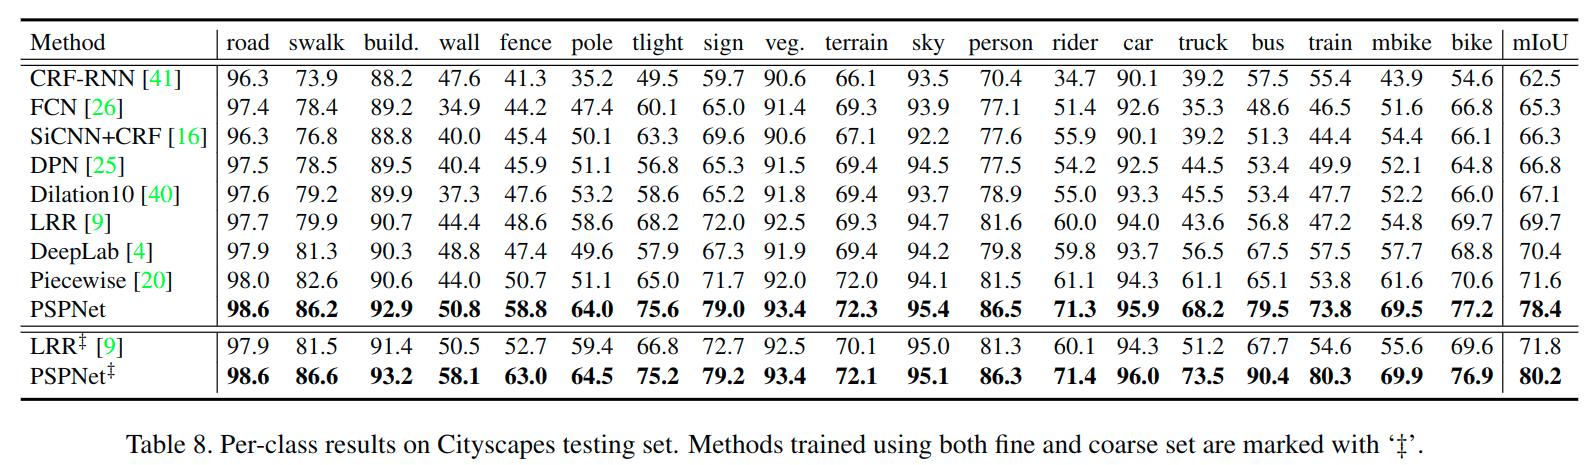 Method road swalk build. wall fence pole tlight sign veg. terrain sky person rider car truck bus train mbike bike mIoU
CRF-RNN [41] 96.3 73.9 88.2 47.6 41.3 35.2 49.5 59.7 90.6 66.1 93.5 70.4 34.7 90.1 39.2 57.5 55.4 43.9 54.6 62.5
FCN [26] 97.4 78.4 89.2 34.9 44.2 47.4 60.1 65.0 91.4 69.3 93.9 77.1 51.4 92.6 35.3 48.6 46.5 51.6 66.8 65.3
SiCNN+CRF [16] 96.3 76.8 88.8 40.0 45.4 50.1 63.3 69.6 90.6 67.1 92.2 77.6 55.9 90.1 39.2 51.3 44.4 54.4 66.1 66.3
DPN [25] 97.5 78.5 89.5 40.4 45.9 51.1 56.8 65.3 91.5 69.4 94.5 77.5 54.2 92.5 44.5 53.4 49.9 52.1 64.8 66.8
Dilation10 [40] 97.6 79.2 89.9 37.3 47.6 53.2 58.6 65.2 91.8 69.4 93.7 78.9 55.0 93.3 45.5 53.4 47.7 52.2 66.0 67.1
LRR [9] 97.7 79.9 90.7 44.4 48.6 58.6 68.2 72.0 92.5 69.3 94.7 81.6 60.0 94.0 43.6 56.8 47.2 54.8 69.7 69.7
DeepLab [4] 97.9 81.3 90.3 48.8 47.4 49.6 57.9 67.3 91.9 69.4 94.2 79.8 59.8 93.7 56.5 67.5 57.5 57.7 68.8 70.4
Piecewise [20] 98.0 82.6 90.6 44.0 50.7 51.1 65.0 71.7 92.0 72.0 94.1 81.5 61.1 94.3 61.1 65.1 53.8 61.6 70.6 71.6
PSPNet 98.6 86.2 92.9 50.8 58.8 64.0 75.6 79.0 93.4 72.3 95.4 86.5 71.3 95.9 68.2 79.5 73.8 69.5 77.2 78.4
LRR‡ [9] 97.9 81.5 91.4 50.5 52.7 59.4 66.8 72.7 92.5 70.1 95.0 81.3 60.1 94.3 51.2 67.7 54.6 55.6 69.6 71.8
PSPNet‡ 98.6 86.6 93.2 58.1 63.0 64.5 75.2 79.2 93.4 72.1 95.1 86.3 71.4 96.0 73.5 90.4 80.3 69.9 76.9 80.2
Table 8. Per-class results on Cityscapes testing set. Methods trained using both fine and coarse set are marked with ‘‡’.